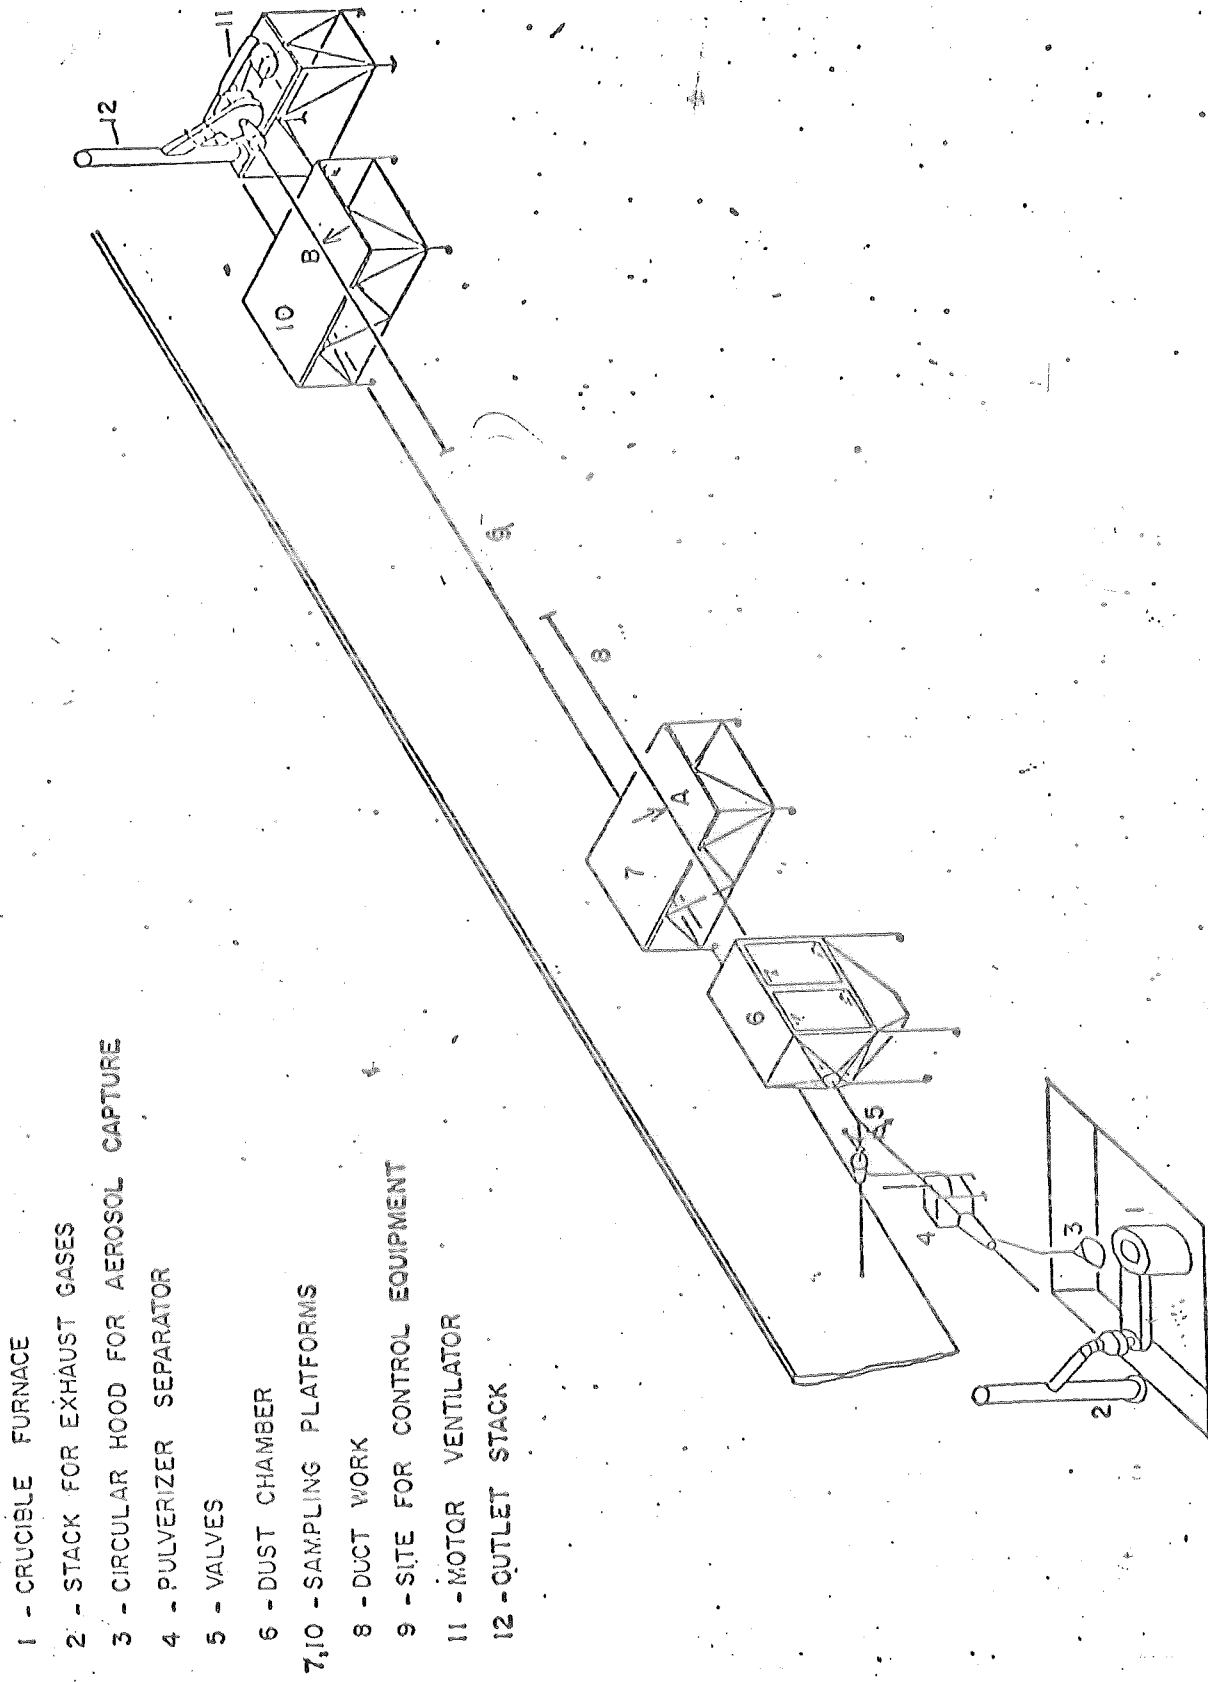 1 - CRUCIBLE FURNACE
2 - STACK FOR EXHAUST GASES
3 - CIRCULAR HOOD FOR AEROSOL CAPTURE
4 - PULVERIZER SEPARATOR
5 - VALVES
6 - DUST CHAMBER
7,10 - SAMPLING PLATFORMS
8 - DUCT WORK
9 - SITE FOR CONTROL EQUIPMENT
11 - MOTOR VENTILATOR
12 - OUTLET STACK
2
1
3
4
5
6
7
A
8
9
10
B
12
11